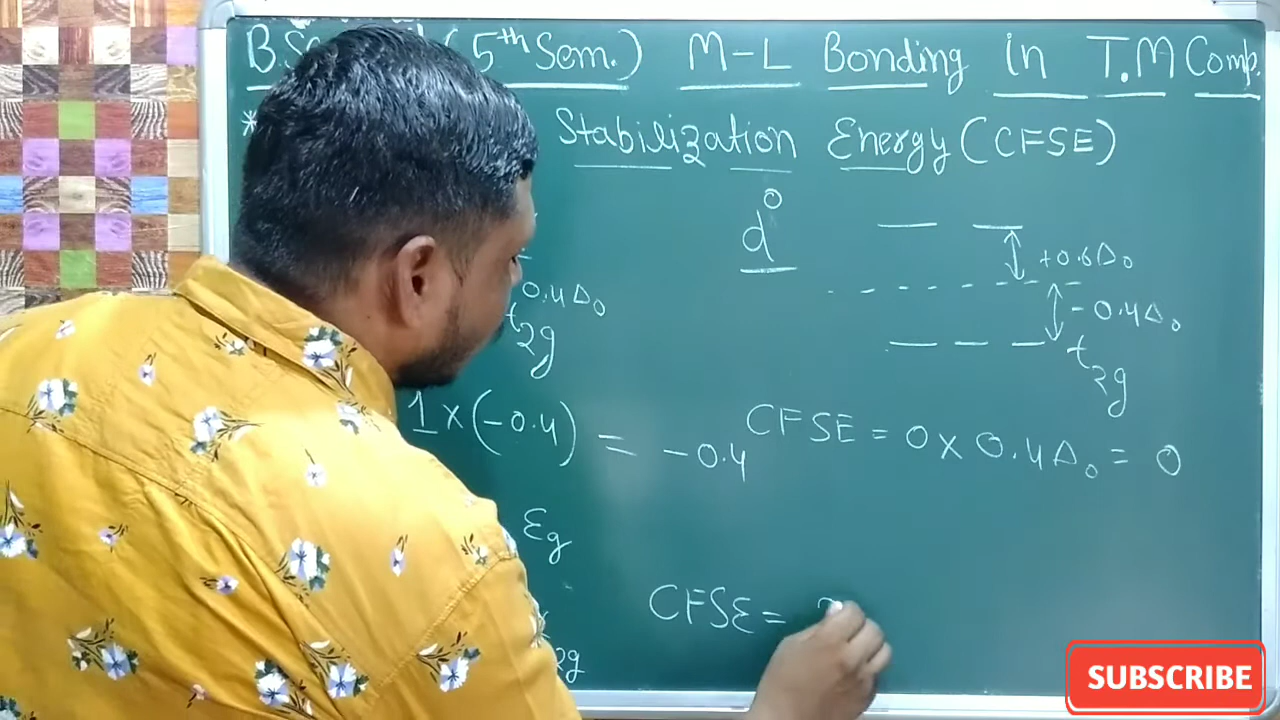 B.Sc. (5th Sem.) M-L Bonding in T.M Comp.
* Stabilization Energy (CFSE)
d⁰
+0.6Δ₀
0.4Δ₀
-0.4Δ₀
t₂g
t₂g
1×(-0.4) = -0.4
CFSE = 0 × 0.4Δ₀ = 0
Eg
CFSE =
2g
SUBSCRIBE